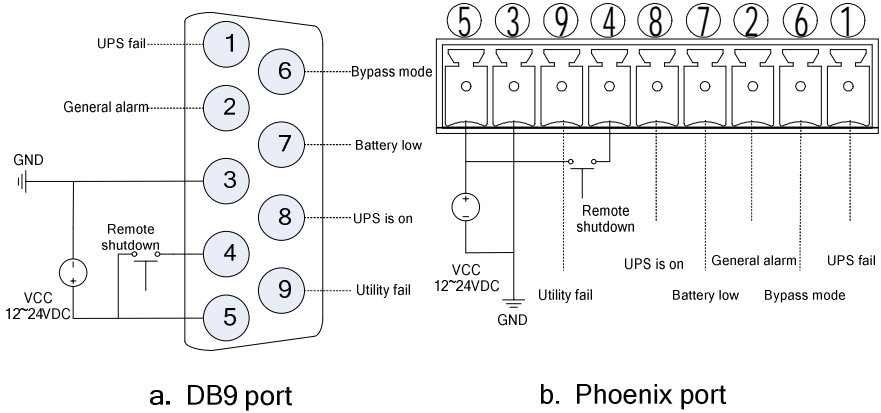 UPS fail
1
6
Bypass mode
General alarm
2
7
Battery low
GND
3
8
UPS is on
Remote
shutdown
4
9
Utility fail
VCC
12~24VDC
5
a. DB9 port
5 3 9 4 8 7 2 6 1
Remote
shutdown
VCC
12~24VDC
GND
Utility fail
UPS is on
Battery low
General alarm
Bypass mode
UPS fail
b. Phoenix port